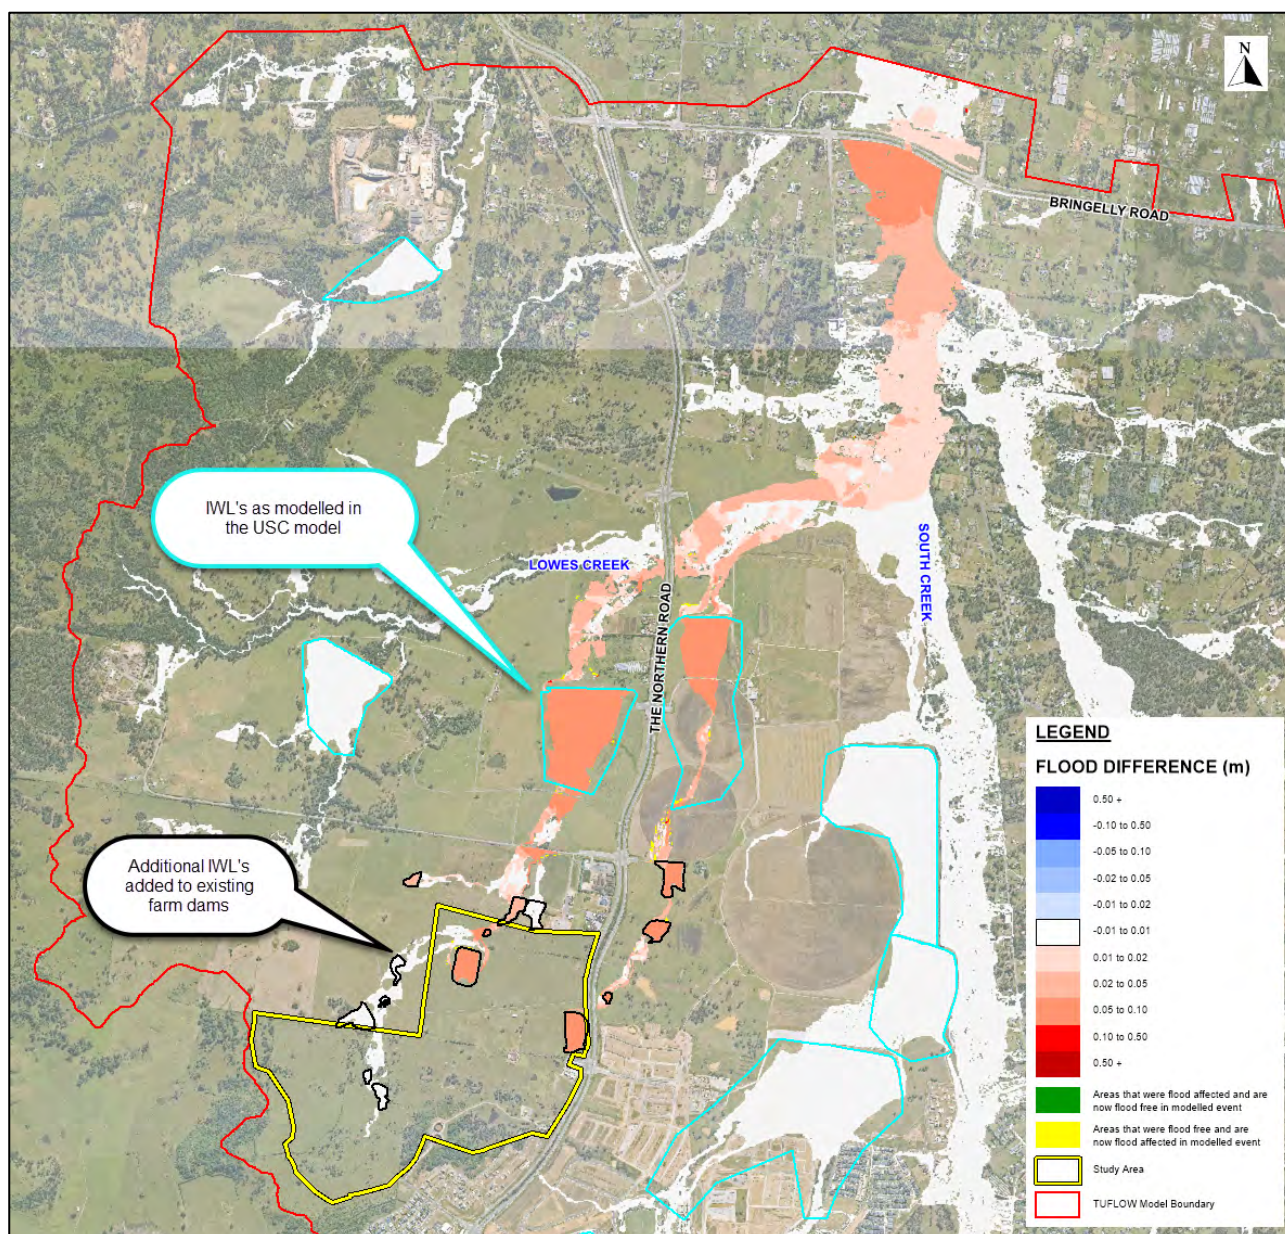 N
BRINGELLY ROAD
IWL's as modelled in
the USC model
LOWES CREEK
SOUTH CREEK
THE NORTHERN ROAD
Additional IWL's
added to existing
farm dams
LEGEND
FLOOD DIFFERENCE (m)
0.50 +
-0.10 to 0.50
-0.05 to 0.10
-0.02 to 0.05
-0.01 to 0.02
-0.01 to 0.01
0.01 to 0.02
0.02 to 0.05
0.05 to 0.10
0.10 to 0.50
0.50 +
Areas that were flood affected and are
now flood free in modelled event
Areas that were flood free and are
now flood affected in modelled event
Study Area
TUFLOW Model Boundary